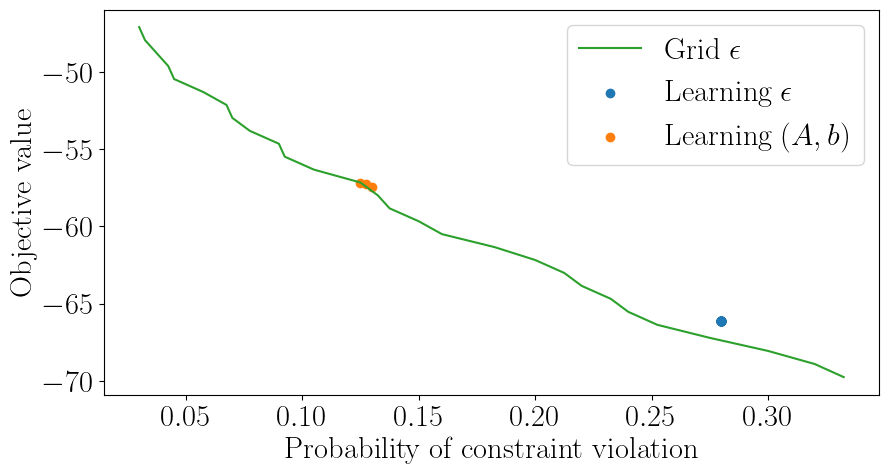 Grid ϵ
Learning ϵ
Learning (A, b)
Objective value
−50
−55
−60
−65
−70
0.05 0.10 0.15 0.20 0.25 0.30
Probability of constraint violation